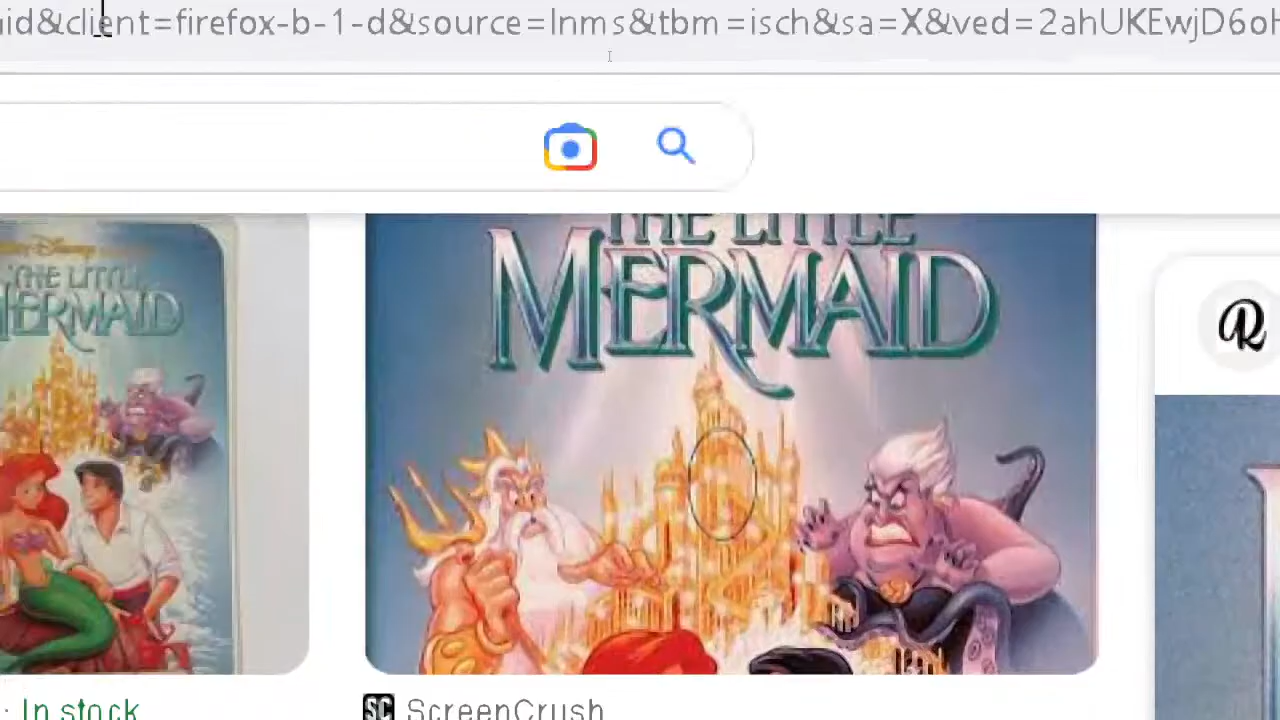 id&client=firefox-b-1-d&source=lnms&tbm=isch&sa=X&ved=2ahUKEwjD6oH
THE LITTLE
MERMAID
Disney
THE LITTLE
MERMAID
R
· In stock
SC ScreenCrush